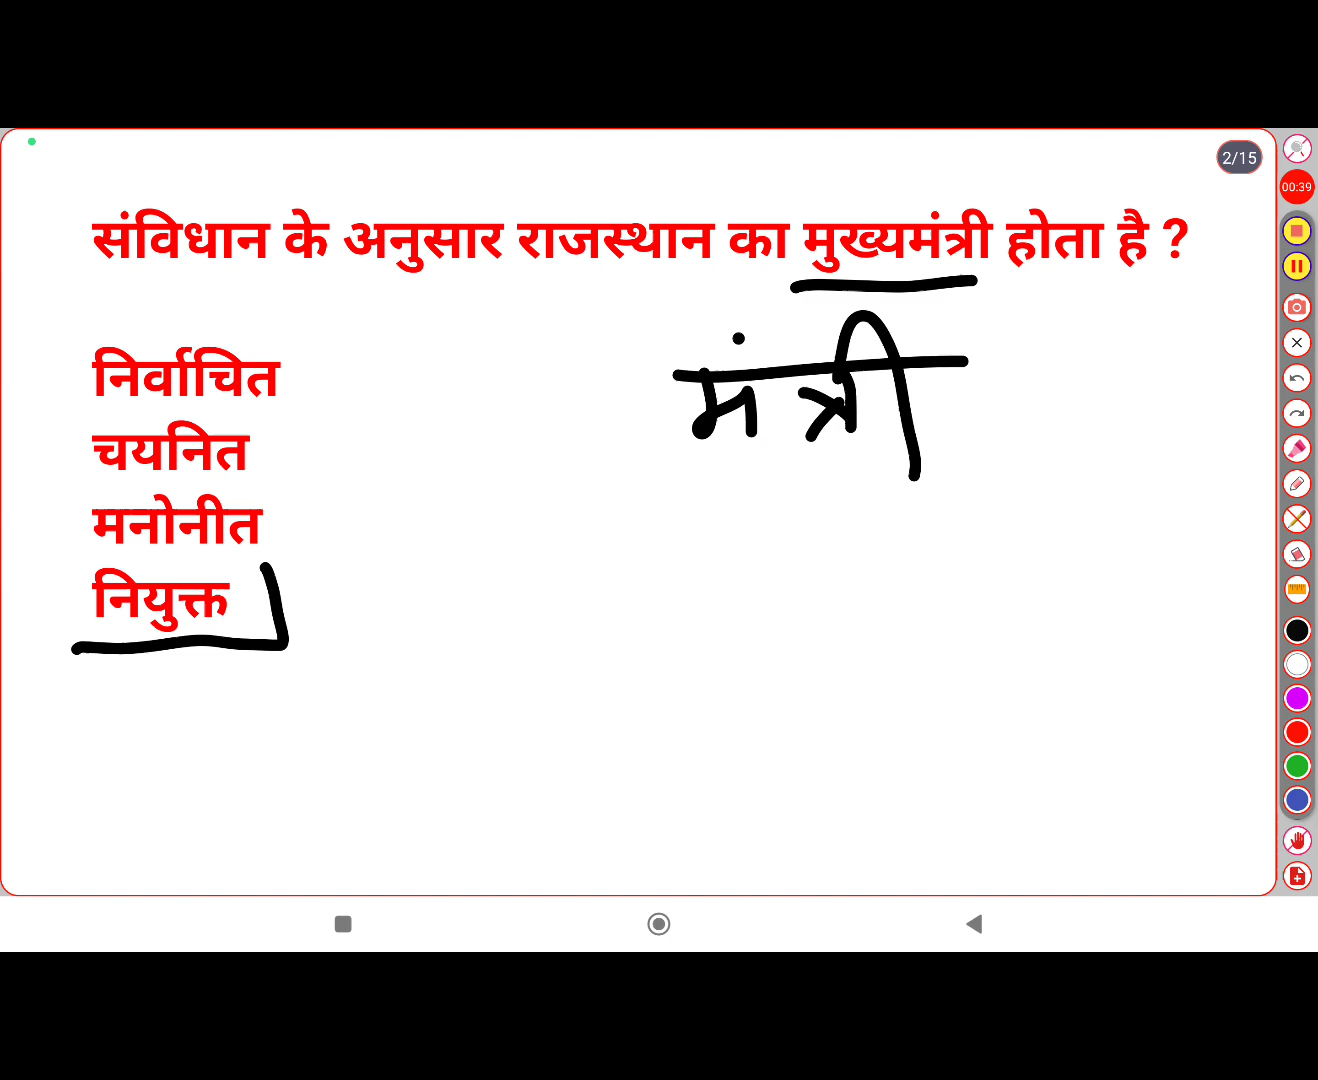 2/15
00:39
संविधान के अनुसार राजस्थान का मुख्यमंत्री होता है ?
मंत्री
निर्वाचित
चयनित
मनोनीत
नियुक्त